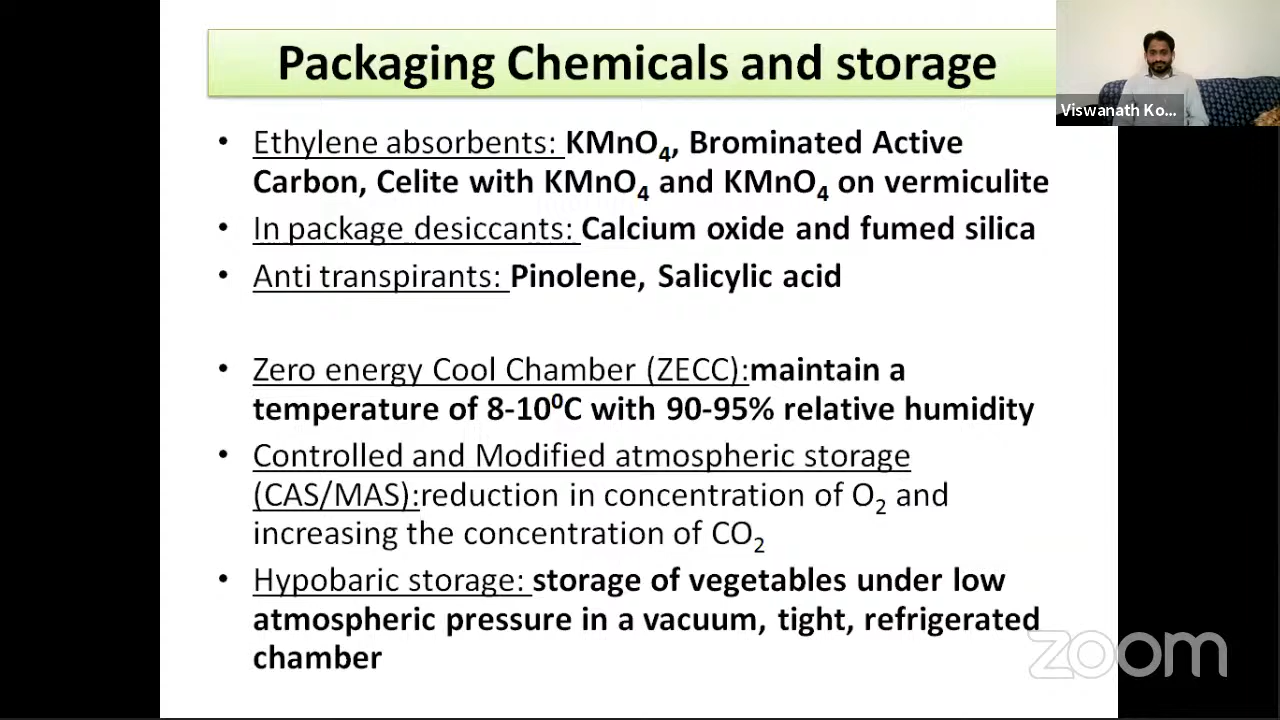 Packaging Chemicals and storage
Viswanath Ko...
• Ethylene absorbents: KMnO₄, Brominated Active
Carbon, Celite with KMnO₄ and KMnO₄ on vermiculite
• In package desiccants: Calcium oxide and fumed silica
• Anti transpirants: Pinolene, Salicylic acid
• Zero energy Cool Chamber (ZECC):maintain a
temperature of 8-10⁰C with 90-95% relative humidity
• Controlled and Modified atmospheric storage
(CAS/MAS):reduction in concentration of O₂ and
increasing the concentration of CO₂
• Hypobaric storage: storage of vegetables under low
atmospheric pressure in a vacuum, tight, refrigerated
chamber
zoom